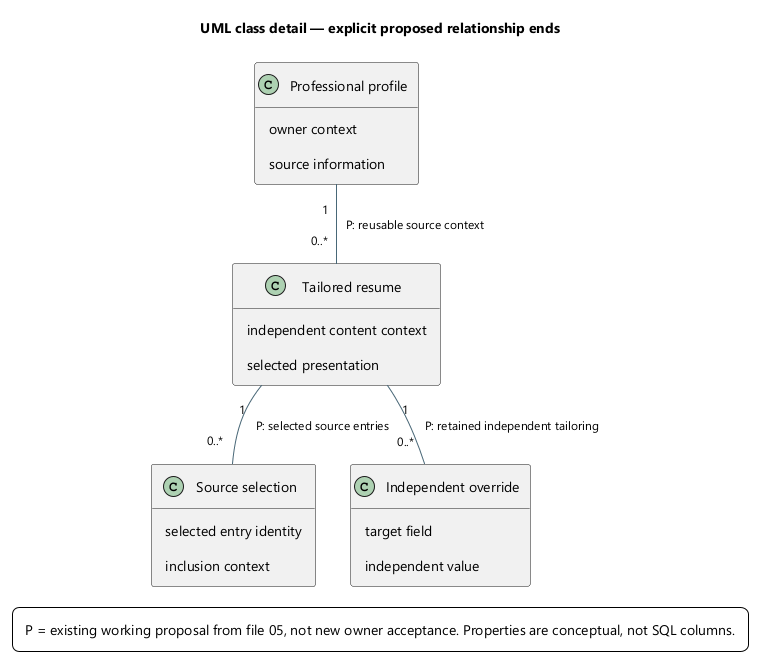 UML class detail — explicit proposed relationship ends
C Professional profile
owner context
source information
1
P: reusable source context
0..*
C Tailored resume
independent content context
selected presentation
1
1
P: selected source entries
P: retained independent tailoring
0..*
0..*
C Source selection
selected entry identity
inclusion context
C Independent override
target field
independent value
P = existing working proposal from file 05, not new owner acceptance. Properties are conceptual, not SQL columns.